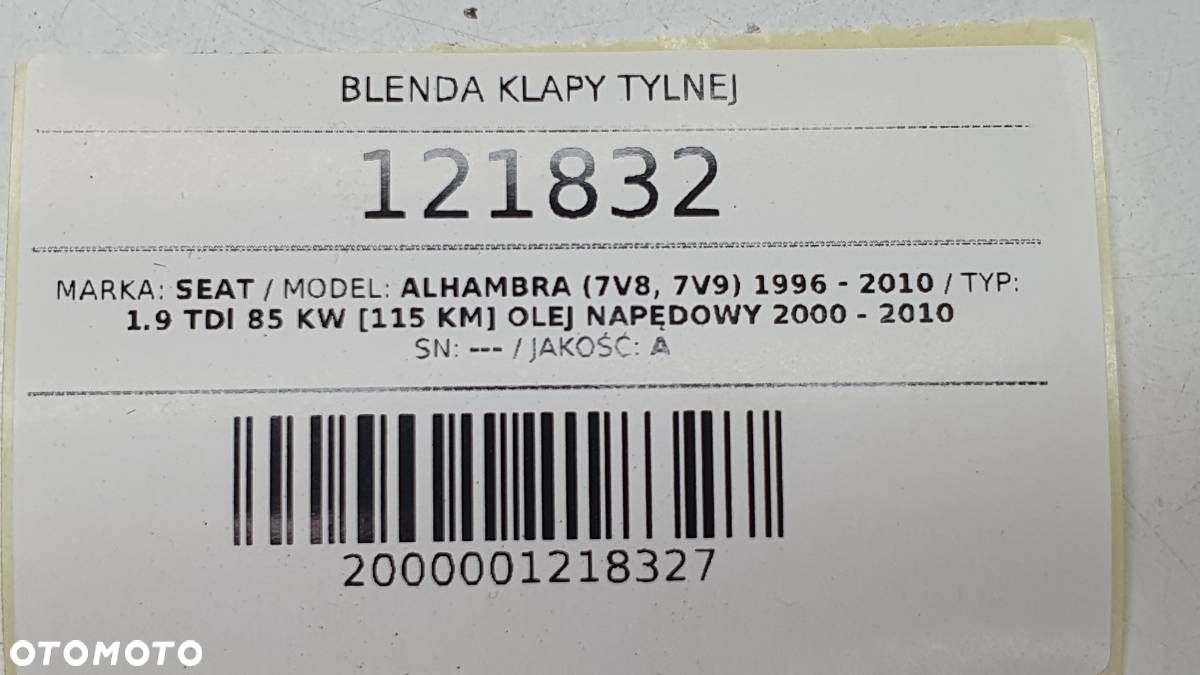 BLENDA KLAPY TYLNEJ
121832
MARKA: SEAT / MODEL: ALHAMBRA (7V8, 7V9) 1996 - 2010 / TYP:
1.9 TDI 85 KW [115 KM] OLEJ NAPĘDOWY 2000 - 2010
SN: --- / JAKOŚĆ: A
2000001218327
OTOMOTO